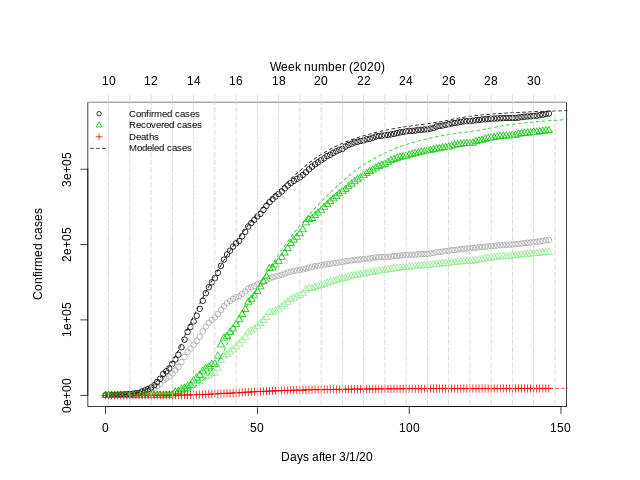 Week number (2020)
10 12 14 16 18 20 22 24 26 28 30
Confirmed cases
Recovered cases
Deaths
Modeled cases
Confirmed cases
3e+05
2e+05
1e+05
0e+00
0 50 100 150
Days after 3/1/20